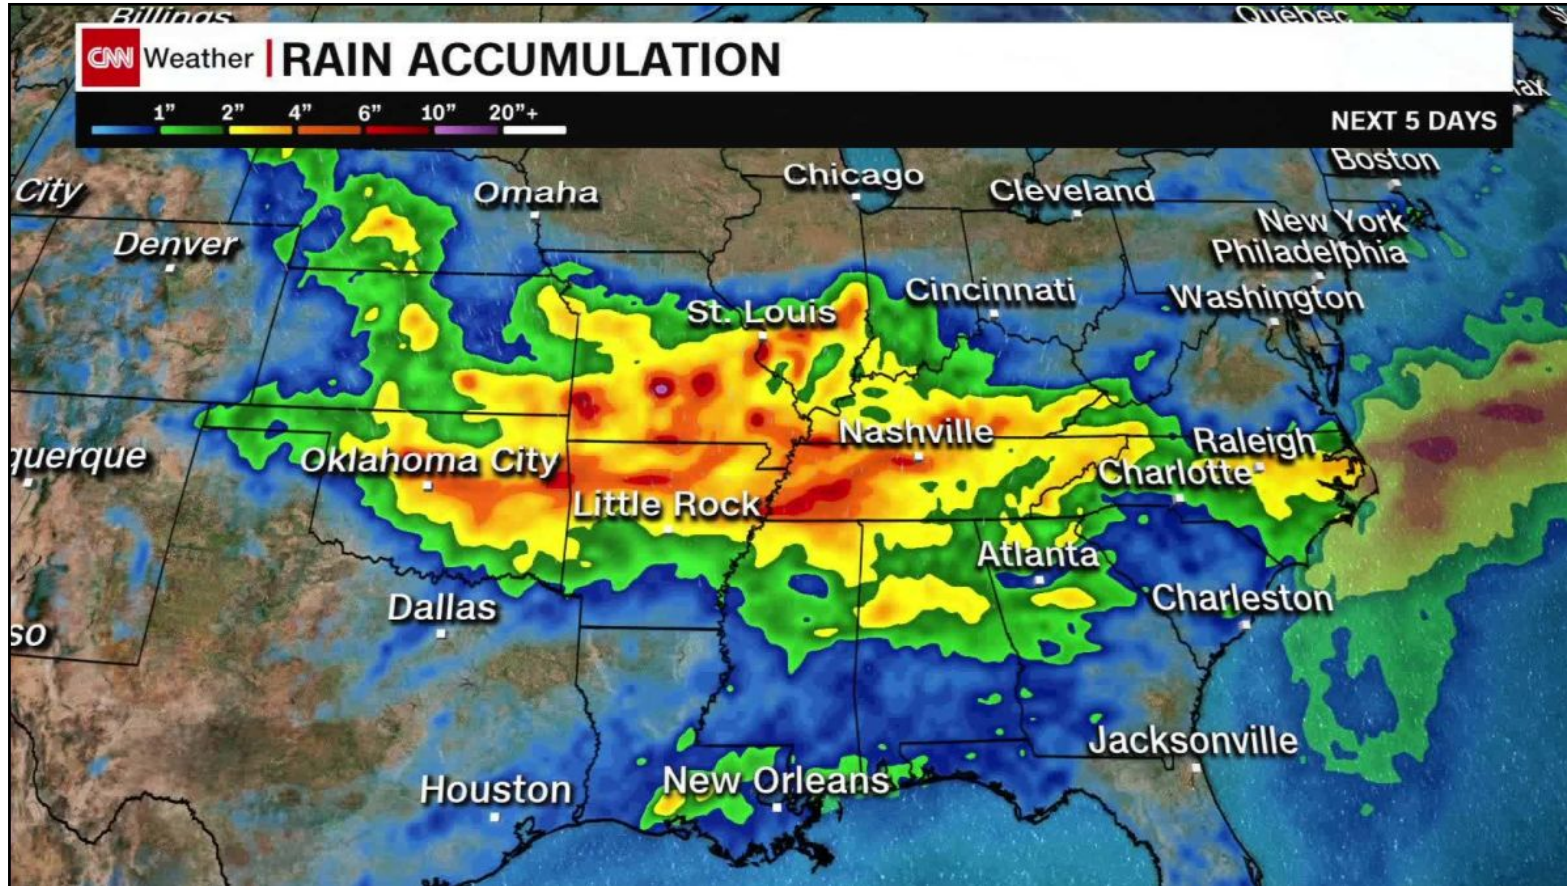 Billings
Québec
CNN Weather RAIN ACCUMULATION
1" 2" 4" 6" 10" 20"+
NEXT 5 DAYS
ax
City
Omaha
Chicago
Cleveland
Boston
Denver
New York
Philadelphia
Cincinnati
Washington
St. Louis
querque
Oklahoma City
Nashville
Raleigh
Charlotte
Little Rock
Atlanta
Dallas
Charleston
so
Jacksonville
Houston
New Orleans